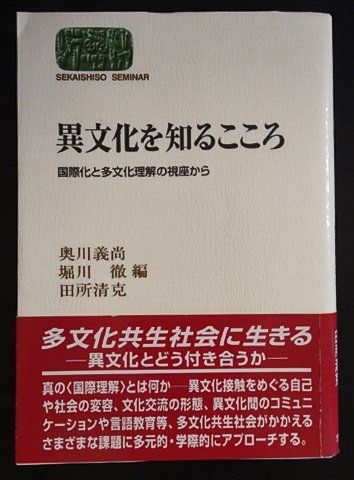 SEKAISHISO SEMINAR
異文化を知るこころ
国際化と多文化理解の視座から
奥川義尚
堀川　徹 編
田所清克
多文化共生社会に生きる
―異文化とどう付き合うか―
真の〈国際理解〉とは何か―異文化接触をめぐる自己
や社会の変容、文化交流の形態、異文化間のコミュニ
ケーションや言語教育等、多文化共生社会がかかえる
さまざまな課題に多元的・学際的にアプローチする。